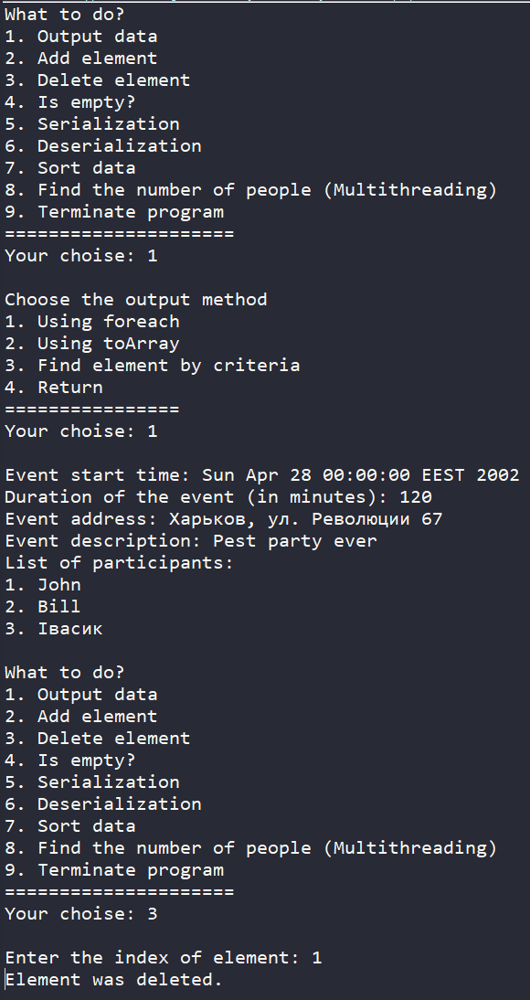 What to do?
1. Output data
2. Add element
3. Delete element
4. Is empty?
5. Serialization
6. Deserialization
7. Sort data
8. Find the number of people (Multithreading)
9. Terminate program
=====================
Your choise: 1

Choose the output method
1. Using foreach
2. Using toArray
3. Find element by criteria
4. Return
================
Your choise: 1

Event start time: Sun Apr 28 00:00:00 EEST 2002
Duration of the event (in minutes): 120
Event address: Харьков, ул. Революции 67
Event description: Pest party ever
List of participants:
1. John
2. Bill
3. Івасик

What to do?
1. Output data
2. Add element
3. Delete element
4. Is empty?
5. Serialization
6. Deserialization
7. Sort data
8. Find the number of people (Multithreading)
9. Terminate program
=====================
Your choise: 3

Enter the index of element: 1
Element was deleted.